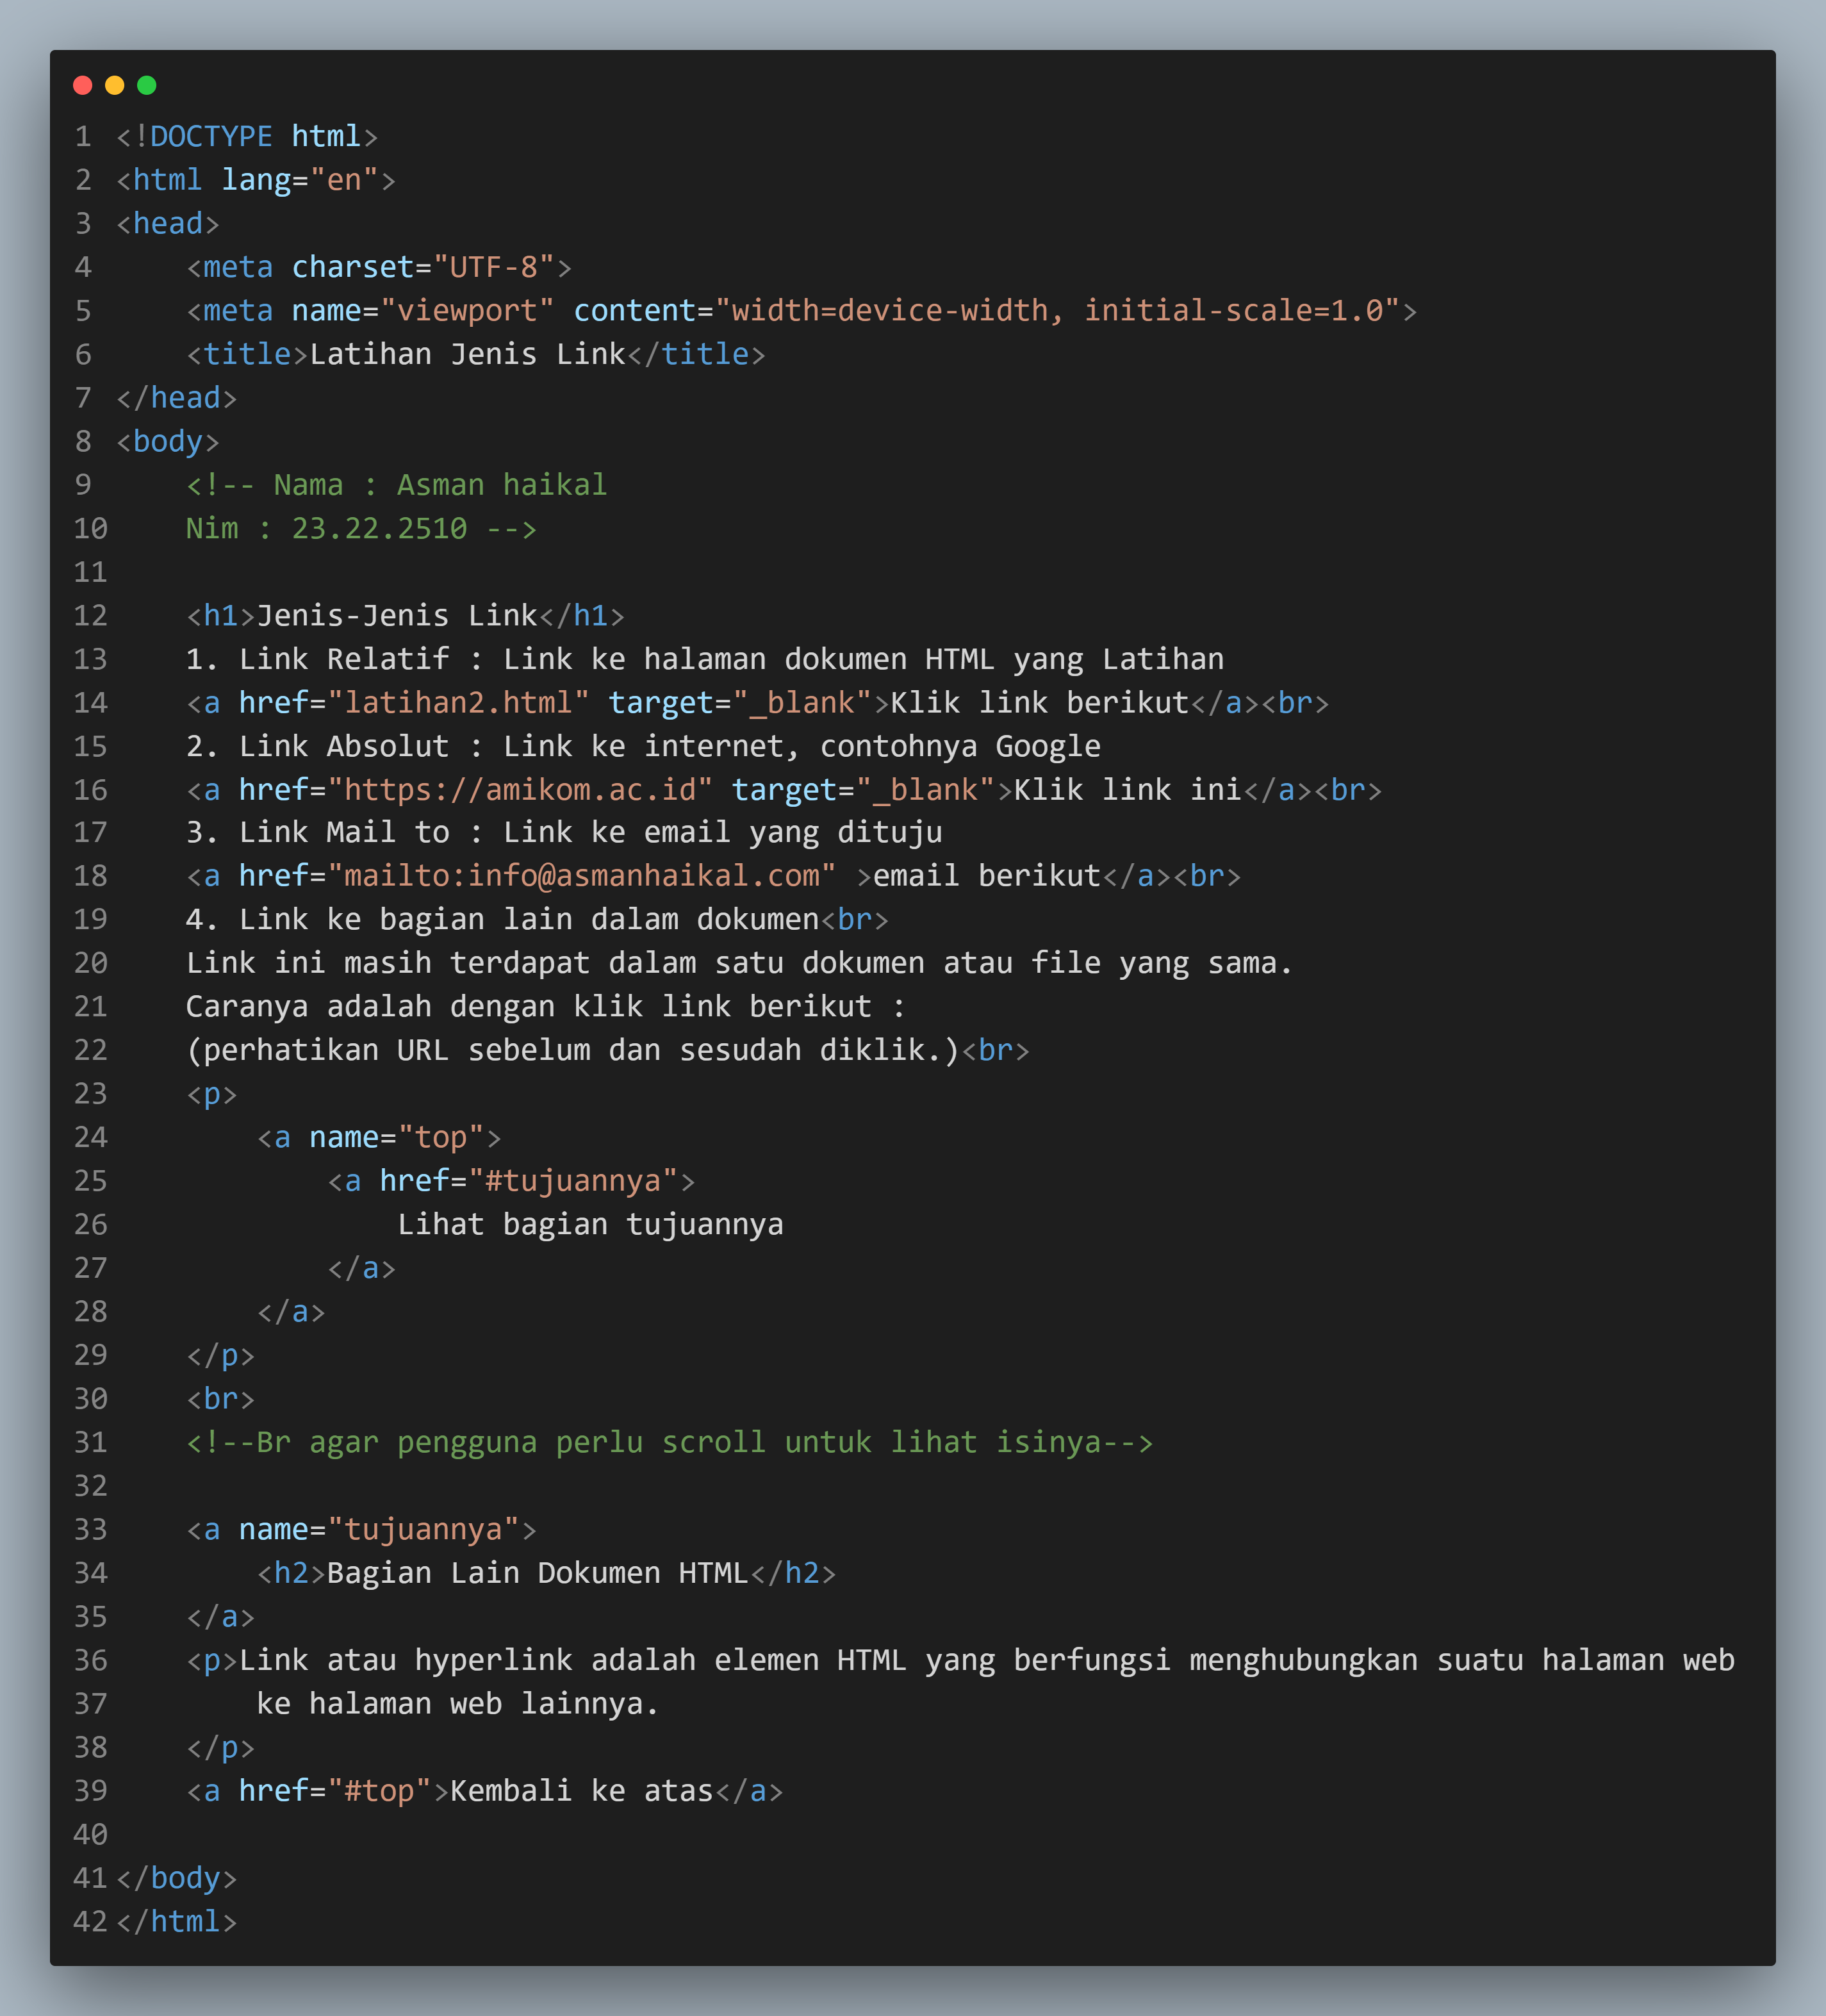 1 <!DOCTYPE html>
2 <html lang="en">
3 <head>
4     <meta charset="UTF-8">
5     <meta name="viewport" content="width=device-width, initial-scale=1.0">
6     <title>Latihan Jenis Link</title>
7 </head>
8 <body>
9     <!-- Nama : Asman haikal
10     Nim : 23.22.2510 -->
11
12     <h1>Jenis-Jenis Link</h1>
13     1. Link Relatif : Link ke halaman dokumen HTML yang Latihan
14     <a href="latihan2.html" target="_blank">Klik link berikut</a><br>
15     2. Link Absolut : Link ke internet, contohnya Google
16     <a href="https://amikom.ac.id" target="_blank">Klik link ini</a><br>
17     3. Link Mail to : Link ke email yang dituju
18     <a href="mailto:info@asmanhaikal.com" >email berikut</a><br>
19     4. Link ke bagian lain dalam dokumen<br>
20     Link ini masih terdapat dalam satu dokumen atau file yang sama.
21     Caranya adalah dengan klik link berikut :
22     (perhatikan URL sebelum dan sesudah diklik.)<br>
23     <p>
24         <a name="top">
25             <a href="#tujuannya">
26                 Lihat bagian tujuannya
27             </a>
28         </a>
29     </p>
30     <br>
31     <!--Br agar pengguna perlu scroll untuk lihat isinya-->
32
33     <a name="tujuannya">
34         <h2>Bagian Lain Dokumen HTML</h2>
35     </a>
36     <p>Link atau hyperlink adalah elemen HTML yang berfungsi menghubungkan suatu halaman web
37         ke halaman web lainnya.
38     </p>
39     <a href="#top">Kembali ke atas</a>
40
41 </body>
42 </html>